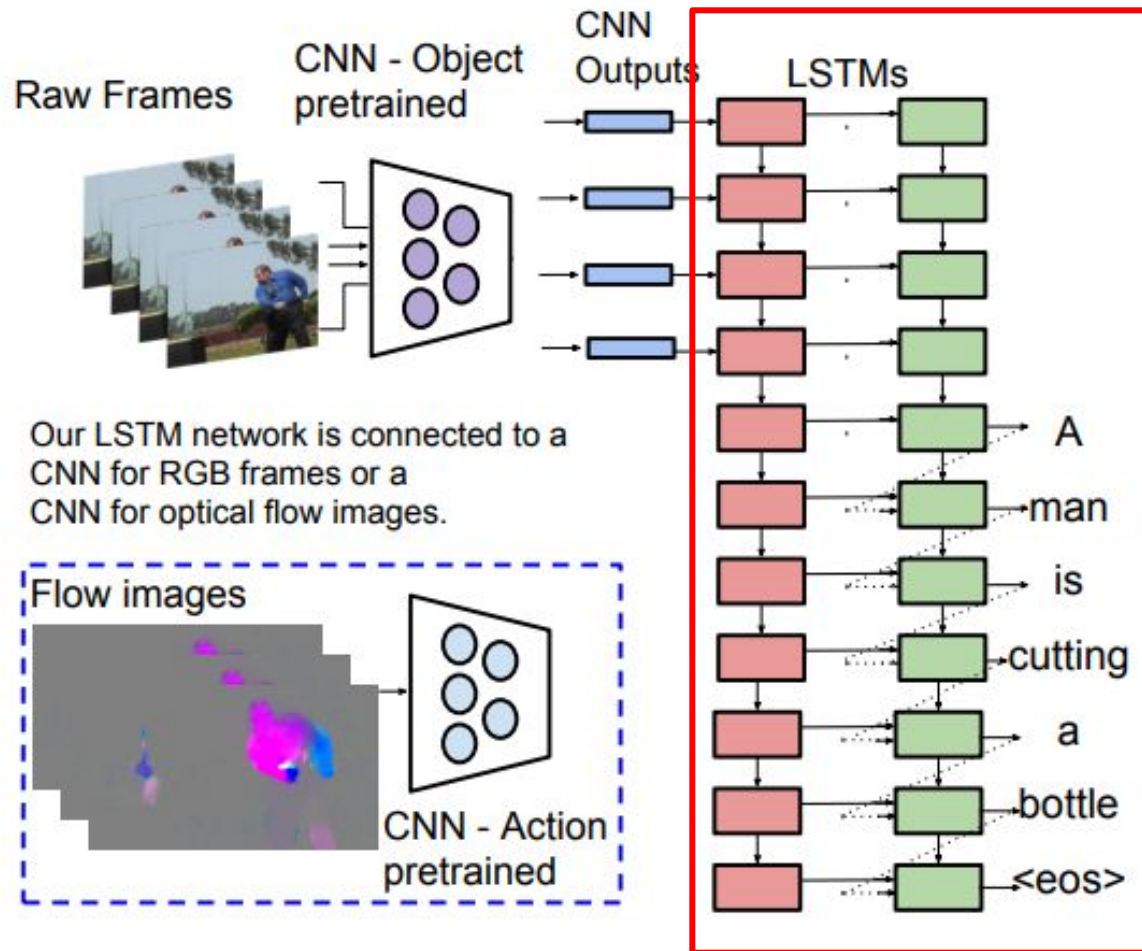 Raw Frames
CNN - Object
pretrained
CNN
Outputs
LSTMs
A
man
is
cutting
a
bottle
<eos>
Our LSTM network is connected to a
CNN for RGB frames or a
CNN for optical flow images.
Flow images
CNN - Action
pretrained